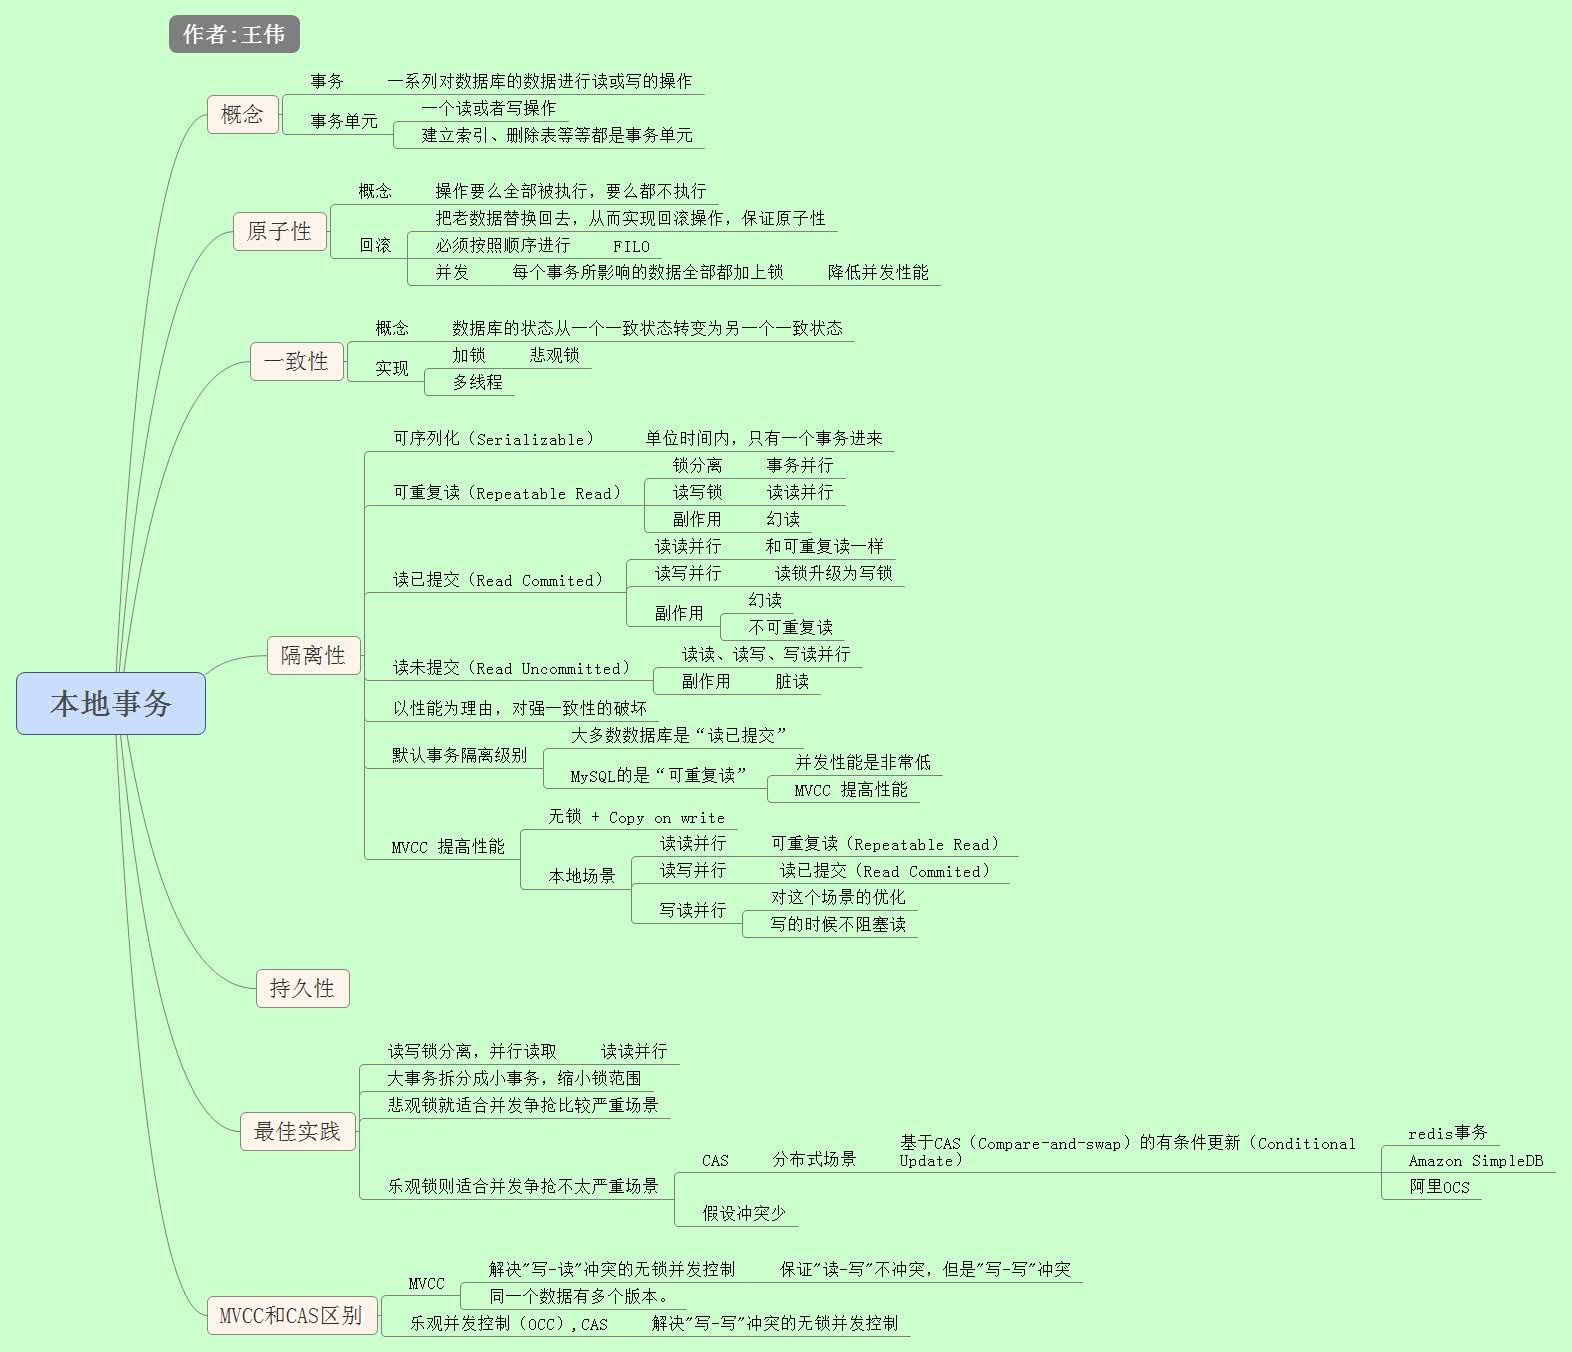 作者:王伟
本地事务
概念
事务
一系列对数据库的数据进行读或写的操作
事务单元
一个读或者写操作
建立索引、删除表等等都是事务单元
原子性
概念
操作要么全部被执行，要么都不执行
回滚
把老数据替换回去，从而实现回滚操作，保证原子性
必须按照顺序进行
FILO
并发
每个事务所影响的数据全部都加上锁
降低并发性能
一致性
概念
数据库的状态从一个一致状态转变为另一个一致状态
实现
加锁
悲观锁
多线程
隔离性
可序列化（Serializable）
单位时间内，只有一个事务进来
可重复读（Repeatable Read）
锁分离
事务并行
读写锁
读读并行
副作用
幻读
读已提交（Read Commited）
读读并行
和可重复读一样
读写并行
读锁升级为写锁
副作用
幻读
不可重复读
读未提交（Read Uncommitted）
读读、读写、写读并行
副作用
脏读
以性能为理由，对强一致性的破坏
默认事务隔离级别
大多数数据库是“读已提交”
MySQL的是“可重复读”
并发性能是非常低
MVCC 提高性能
MVCC 提高性能
无锁 + Copy on write
本地场景
读读并行
可重复读（Repeatable Read）
读写并行
读已提交（Read Commited）
写读并行
对这个场景的优化
写的时候不阻塞读
持久性
最佳实践
读写锁分离，并行读取
读读并行
大事务拆分成小事务，缩小锁范围
悲观锁就适合并发争抢比较严重场景
乐观锁则适合并发争抢不太严重场景
CAS
分布式场景
基于CAS（Compare-and-swap）的有条件更新（Conditional
Update）
redis事务
Amazon SimpleDB
阿里OCS
假设冲突少
MVCC和CAS区别
MVCC
解决"写-读"冲突的无锁并发控制
保证"读-写"不冲突，但是"写-写"冲突
同一个数据有多个版本。
乐观并发控制（OCC）,CAS
解决"写-写"冲突的无锁并发控制